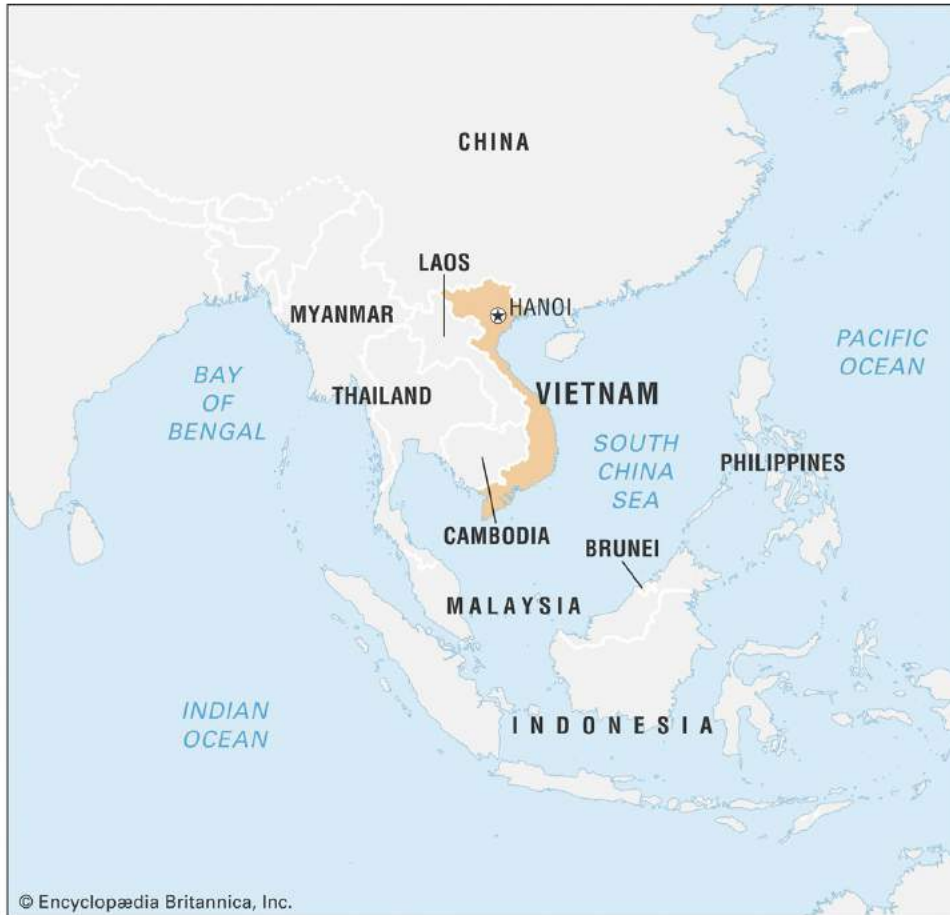 CHINA
LAOS
HANOI
MYANMAR
PACIFIC
OCEAN
BAY
OF
BENGAL
THAILAND
VIETNAM
SOUTH
CHINA
SEA
PHILIPPINES
CAMBODIA
BRUNEI
MALAYSIA
INDIAN
OCEAN
INDONESIA
© Encyclopædia Britannica, Inc.